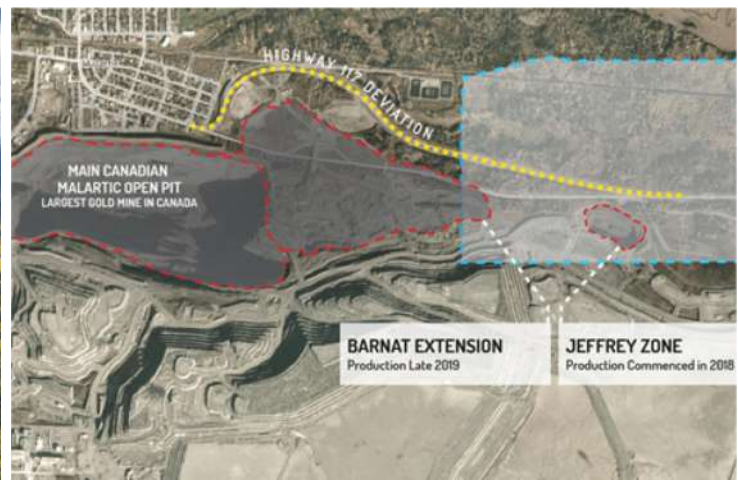 HIGHWAY 117 DEVIATION
MAIN CANADIAN
MALARTIC OPEN PIT
LARGEST GOLD MINE IN CANADA
BARNAT EXTENSION
Production Late 2019
JEFFREY ZONE
Production Commenced in 2018